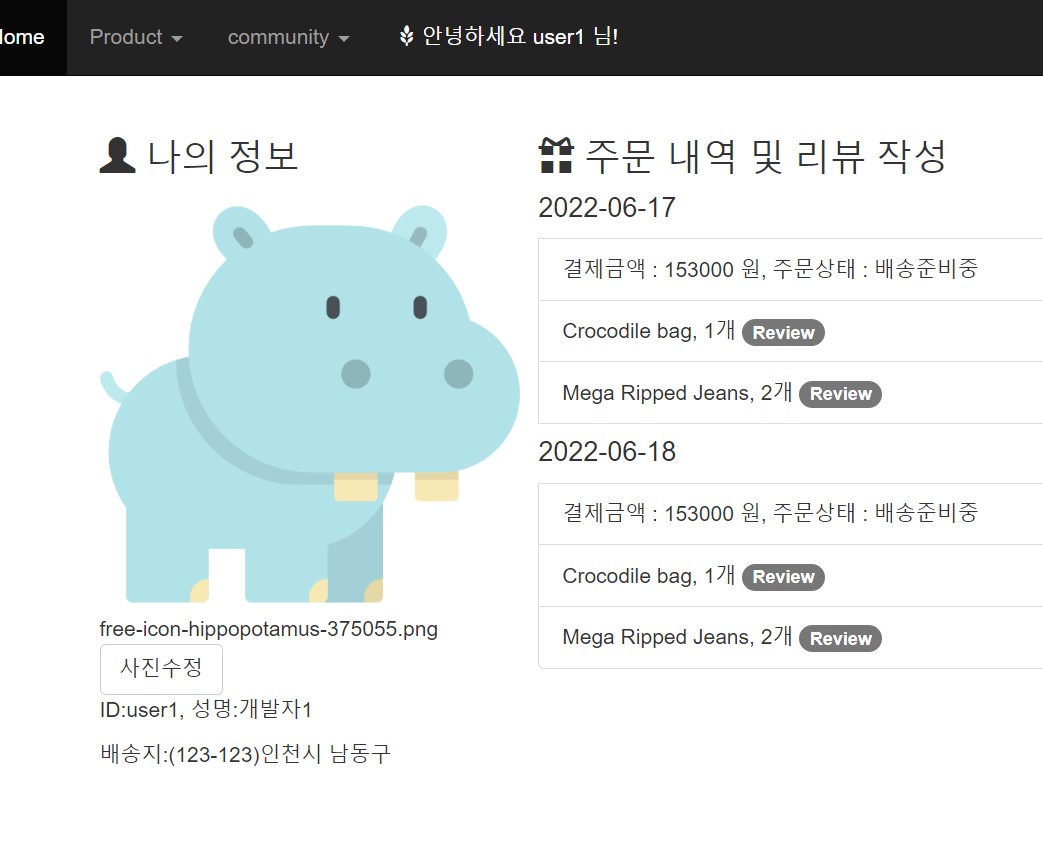 Home Product community 안녕하세요 user1 님!
나의 정보
free-icon-hippopotamus-375055.png
사진수정
ID:user1, 성명:개발자1
배송지:(123-123)인천시 남동구
주문 내역 및 리뷰 작성
2022-06-17
결제금액 : 153000 원, 주문상태 : 배송준비중
Crocodile bag, 1개 Review
Mega Ripped Jeans, 2개 Review
2022-06-18
결제금액 : 153000 원, 주문상태 : 배송준비중
Crocodile bag, 1개 Review
Mega Ripped Jeans, 2개 Review